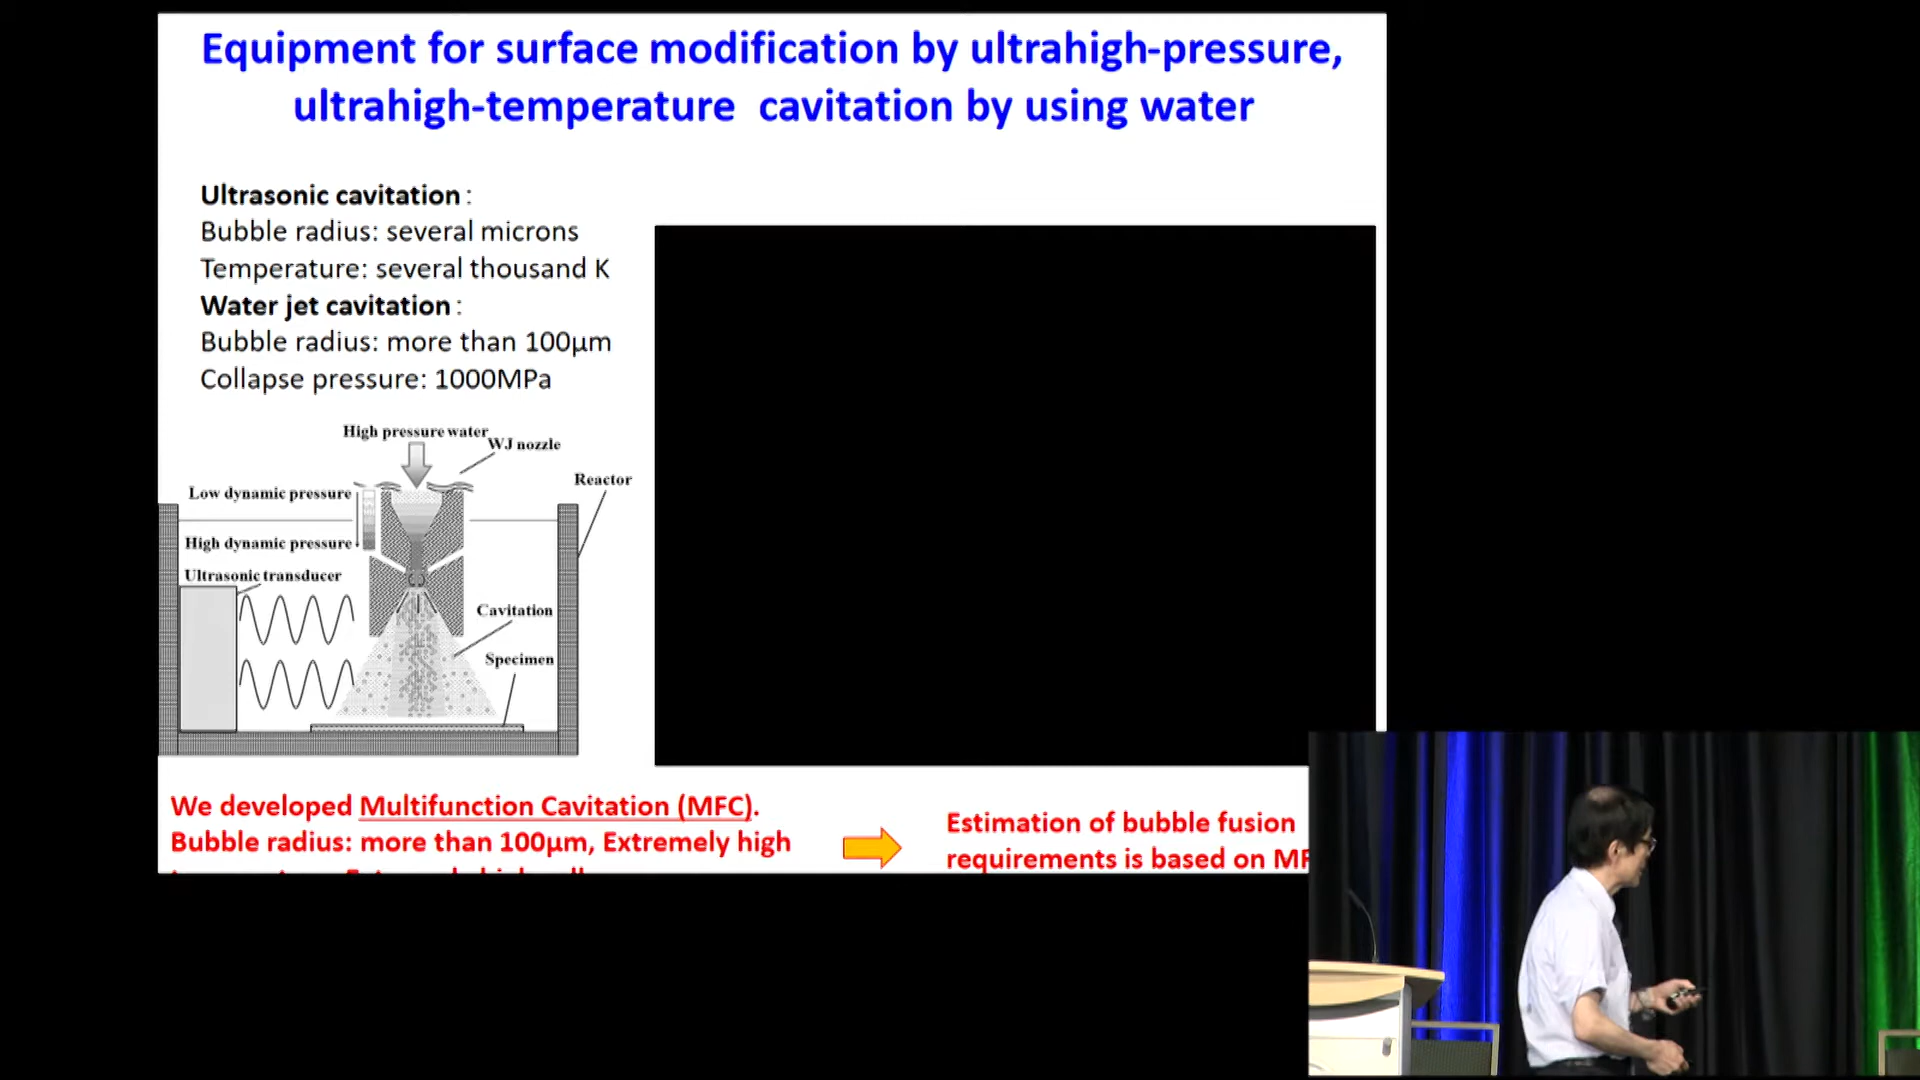 Equipment for surface modification by ultrahigh-pressure,
ultrahigh-temperature cavitation by using water
Ultrasonic cavitation :
Bubble radius: several microns
Temperature: several thousand K
Water jet cavitation :
Bubble radius: more than 100μm
Collapse pressure: 1000MPa
High pressure water
WJ nozzle
Reactor
Low dynamic pressure
High dynamic pressure
Ultrasonic transducer
Cavitation
Specimen
We developed Multifunction Cavitation (MFC).
Bubble radius: more than 100μm, Extremely high
Estimation of bubble fusion
requirements is based on